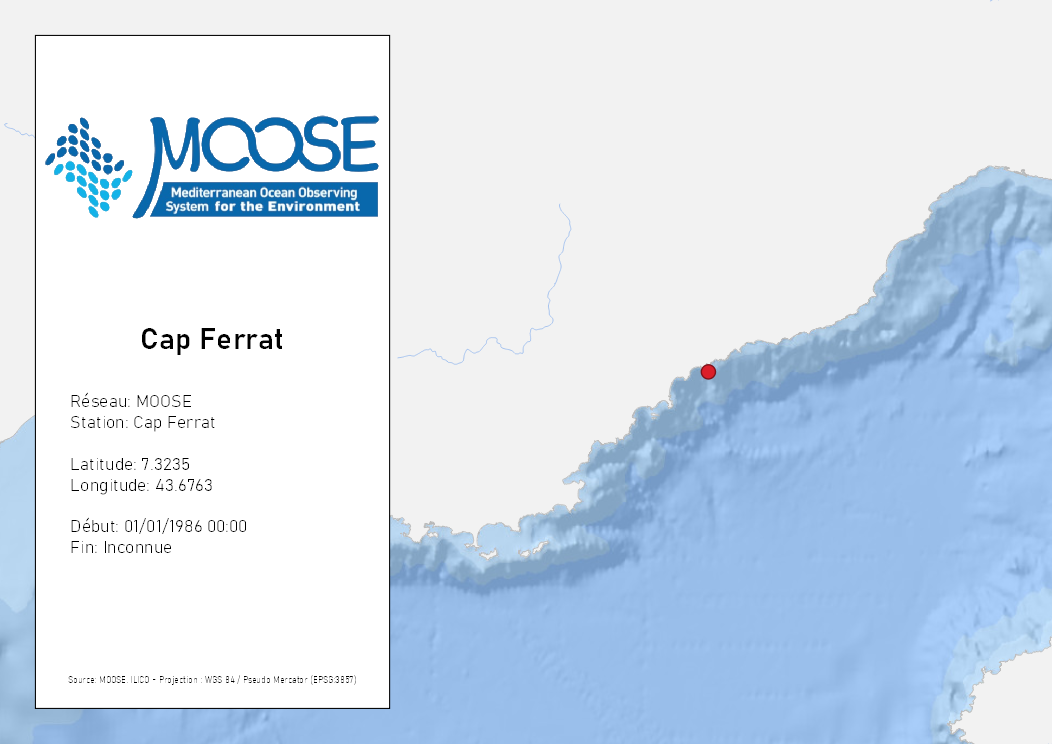 MOOSE
Mediterranean Ocean Observing
System for the Environment
Cap Ferrat
Réseau: MOOSE
Station: Cap Ferrat
Latitude: 7.3235
Longitude: 43.6763
Début: 01/01/1986 00:00
Fin: Inconnue
Source: MOOSE, ILICO - Projection : WGS 84 / Pseudo Mercator (EPSG:3857)